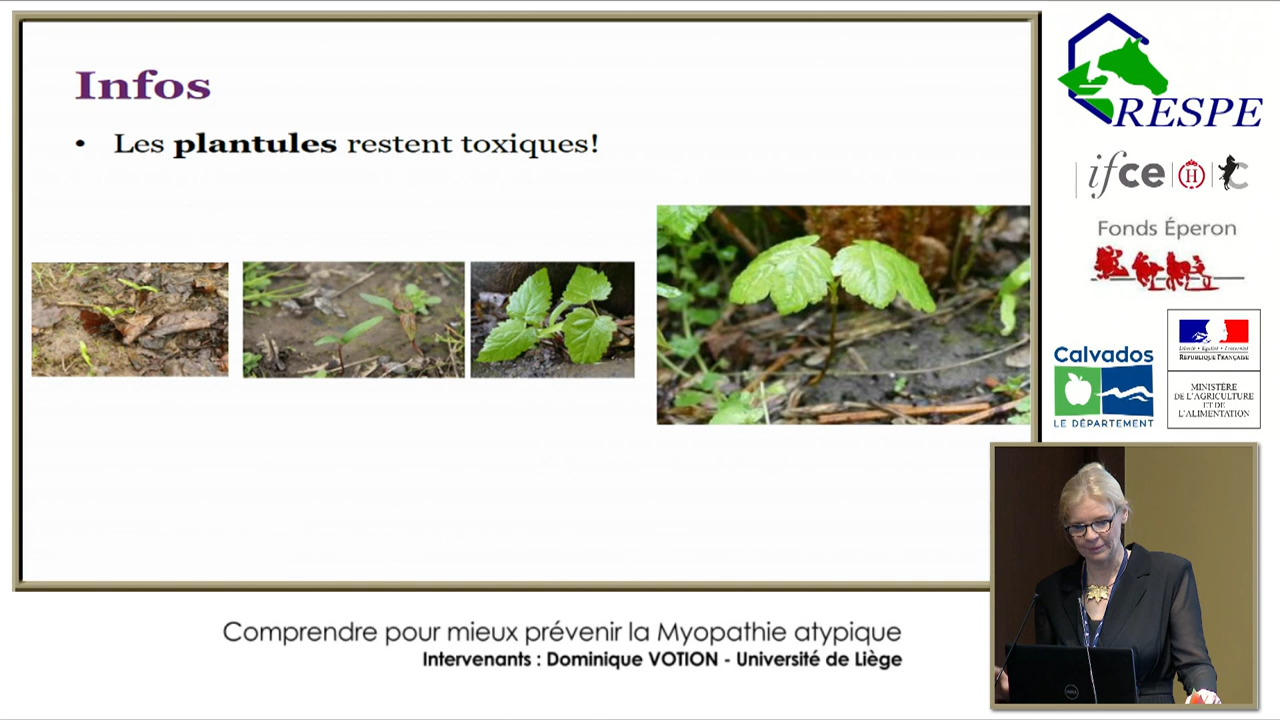 Infos
• Les plantules restent toxiques!
RESPE
ifce
H
Fonds Éperon
Calvados
LE DÉPARTEMENT
Liberté • Égalité • Fraternité
RÉPUBLIQUE FRANÇAISE
MINISTÈRE
DE L'AGRICULTURE
ET DE
L'ALIMENTATION
Comprendre pour mieux prévenir la Myopathie atypique
Intervenants : Dominique VOTION - Université de Liège
DELL